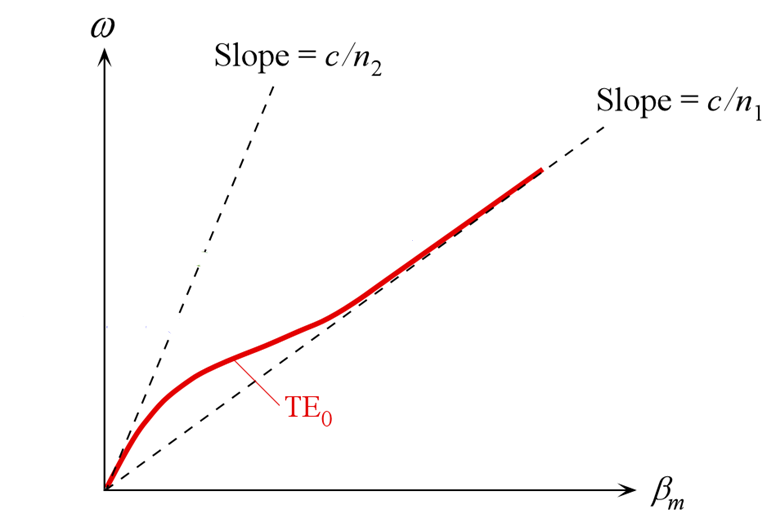 ω
Slope = c/n₂
Slope = c/n₁
TE₀
βₘ